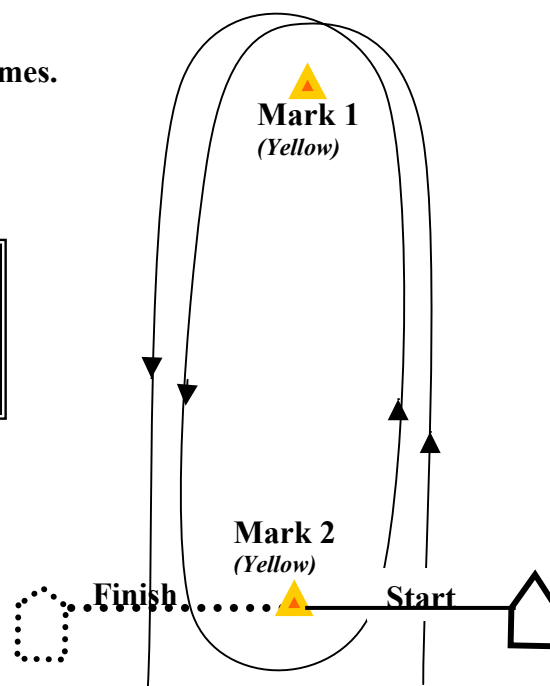 mes.
Mark 1
(Yellow)
Mark 2
(Yellow)
Finish
Start